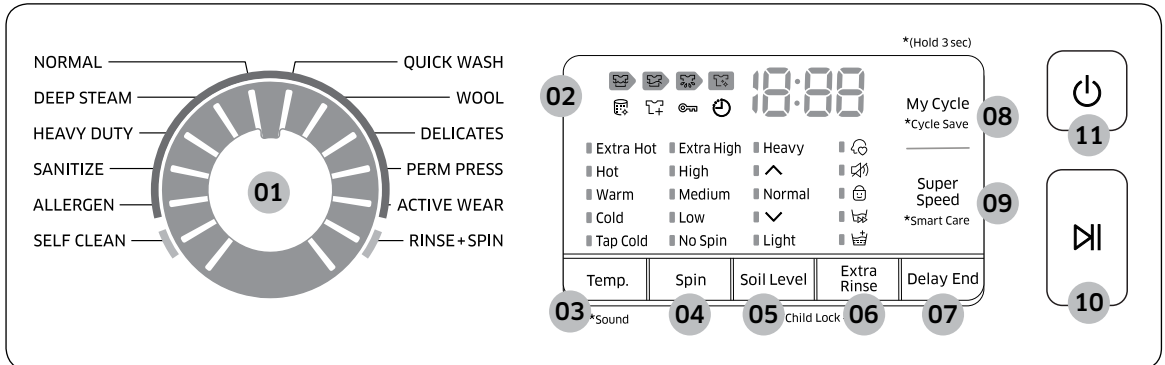 *(Hold 3 sec)
NORMAL
DEEP STEAM
HEAVY DUTY
SANITIZE
ALLERGEN
SELF CLEAN
QUICK WASH
WOOL
DELICATES
PERM PRESS
ACTIVE WEAR
RINSE+SPIN
01
02
18:88
My Cycle
*Cycle Save
08
Super
Speed
*Smart Care
09
Extra Hot Extra High Heavy
Hot High
Warm Medium Normal
Cold Low
Tap Cold No Spin Light
Temp. Spin Soil Level Extra Rinse Delay End
03 04 05 06 07
*Sound Child Lock
11
10